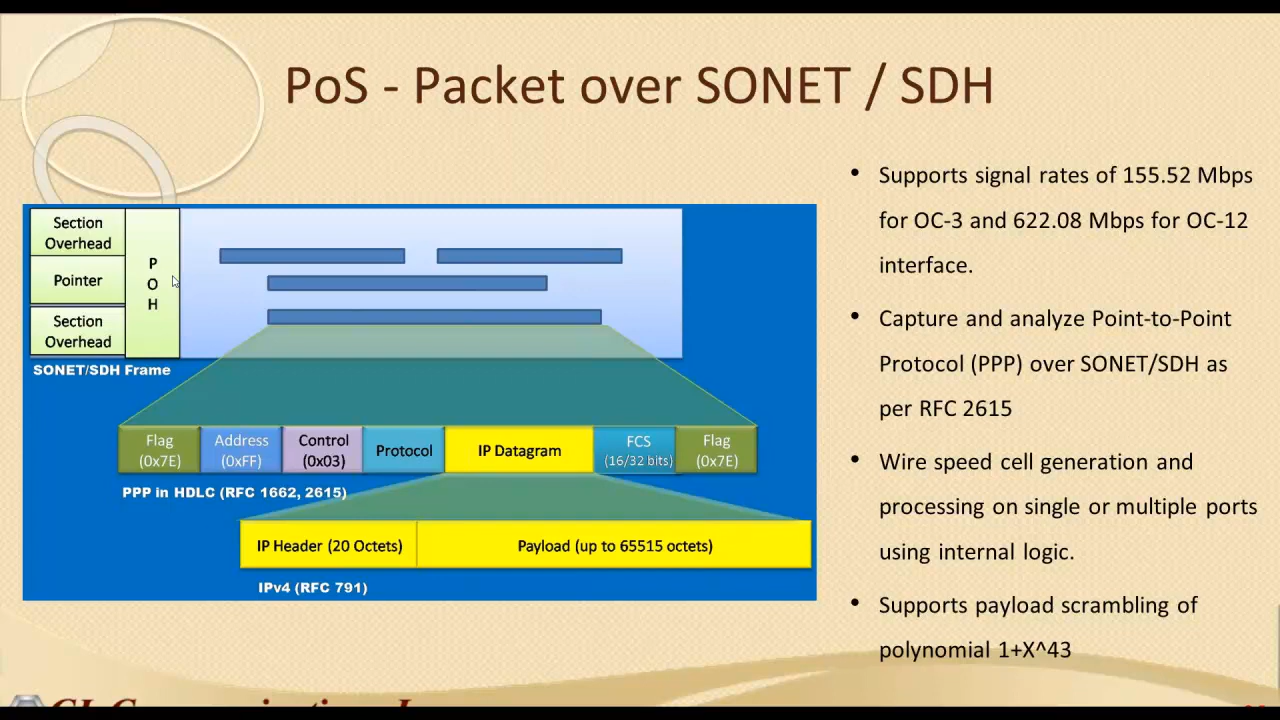 PoS - Packet over SONET / SDH
Section
Overhead
Pointer
Section
Overhead
P
O
H
SONET/SDH Frame
Flag
(0x7E)
Address
(0xFF)
Control
(0x03)
Protocol
IP Datagram
FCS
(16/32 bits)
Flag
(0x7E)
PPP in HDLC (RFC 1662, 2615)
IP Header (20 Octets)
Payload (up to 65515 octets)
IPv4 (RFC 791)
• Supports signal rates of 155.52 Mbps
for OC-3 and 622.08 Mbps for OC-12
interface.
• Capture and analyze Point-to-Point
Protocol (PPP) over SONET/SDH as
per RFC 2615
• Wire speed cell generation and
processing on single or multiple ports
using internal logic.
• Supports payload scrambling of
polynomial 1+X^43